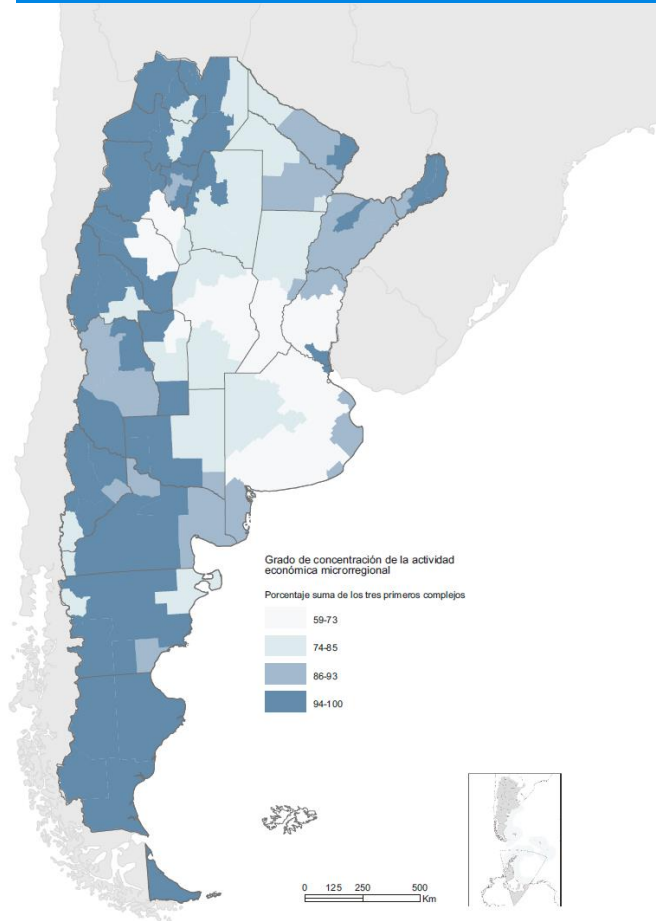 Grado de concentración de la actividad
económica microrregional
Porcentaje suma de los tres primeros complejos
59-73
74-85
86-93
94-100
0 125 250 500
Km